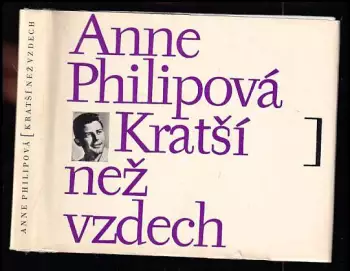 Anne
Philipová
Kratší
než
vzdech
ANNE PHILIPOVÁ [ KRATŠÍ NEŽ VZDECH